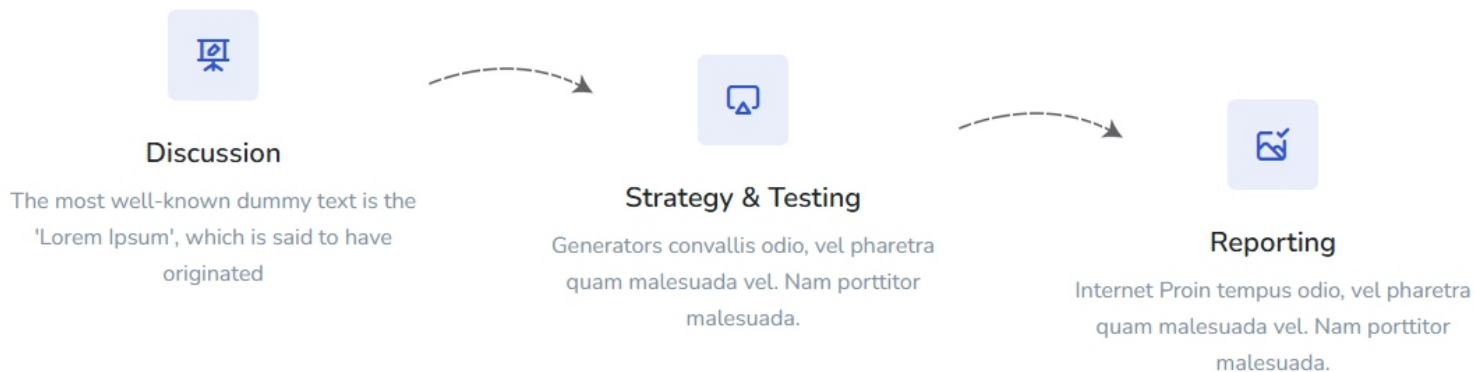 Discussion
The most well-known dummy text is the
'Lorem Ipsum', which is said to have
originated
Strategy & Testing
Generators convallis odio, vel pharetra
quam malesuada vel. Nam porttitor
malesuada.
Reporting
Internet Proin tempus odio, vel pharetra
quam malesuada vel. Nam porttitor
malesuada.